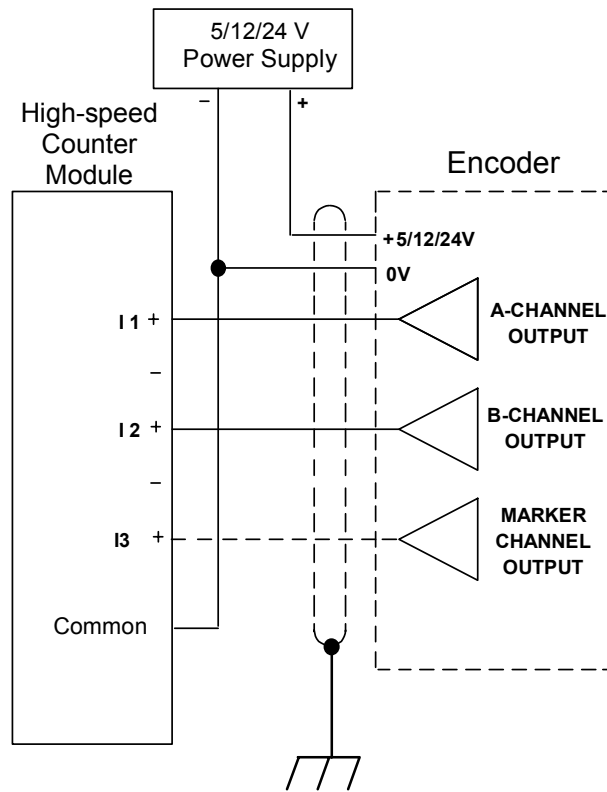 5/12/24 V
Power Supply
– +
High-speed
Counter
Module
Encoder
+5/12/24V
0V
I 1 +
A-CHANNEL
OUTPUT
–
I 2 +
B-CHANNEL
OUTPUT
–
I3 +
MARKER
CHANNEL
OUTPUT
Common